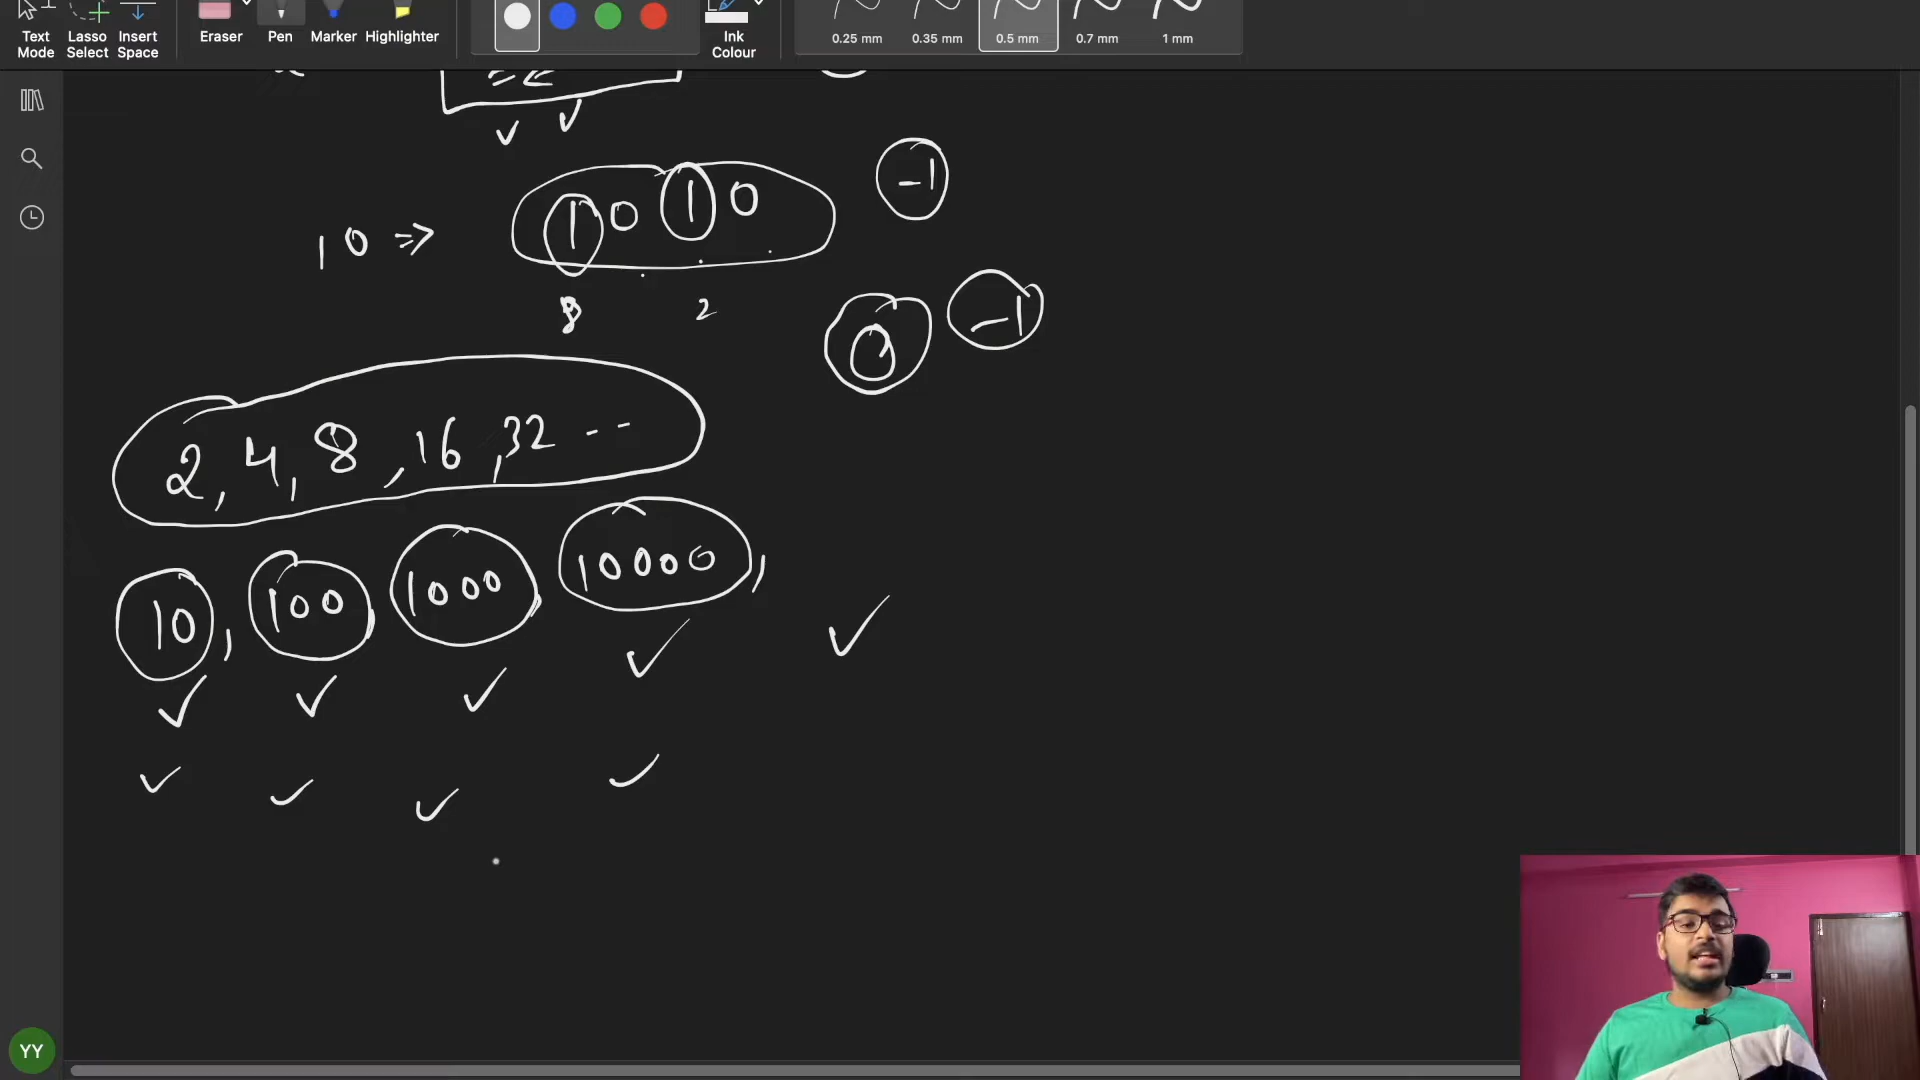 Text Mode
Lasso Select
Insert Space
Eraser
Pen
Marker
Highlighter
Ink Colour
0.25 mm
0.35 mm
0.5 mm
0.7 mm
1 mm
10 ⇒ 1010 -1
8 2
0 -1
2, 4, 8, 16, 32 --
10, 100 1000 10000,
YY